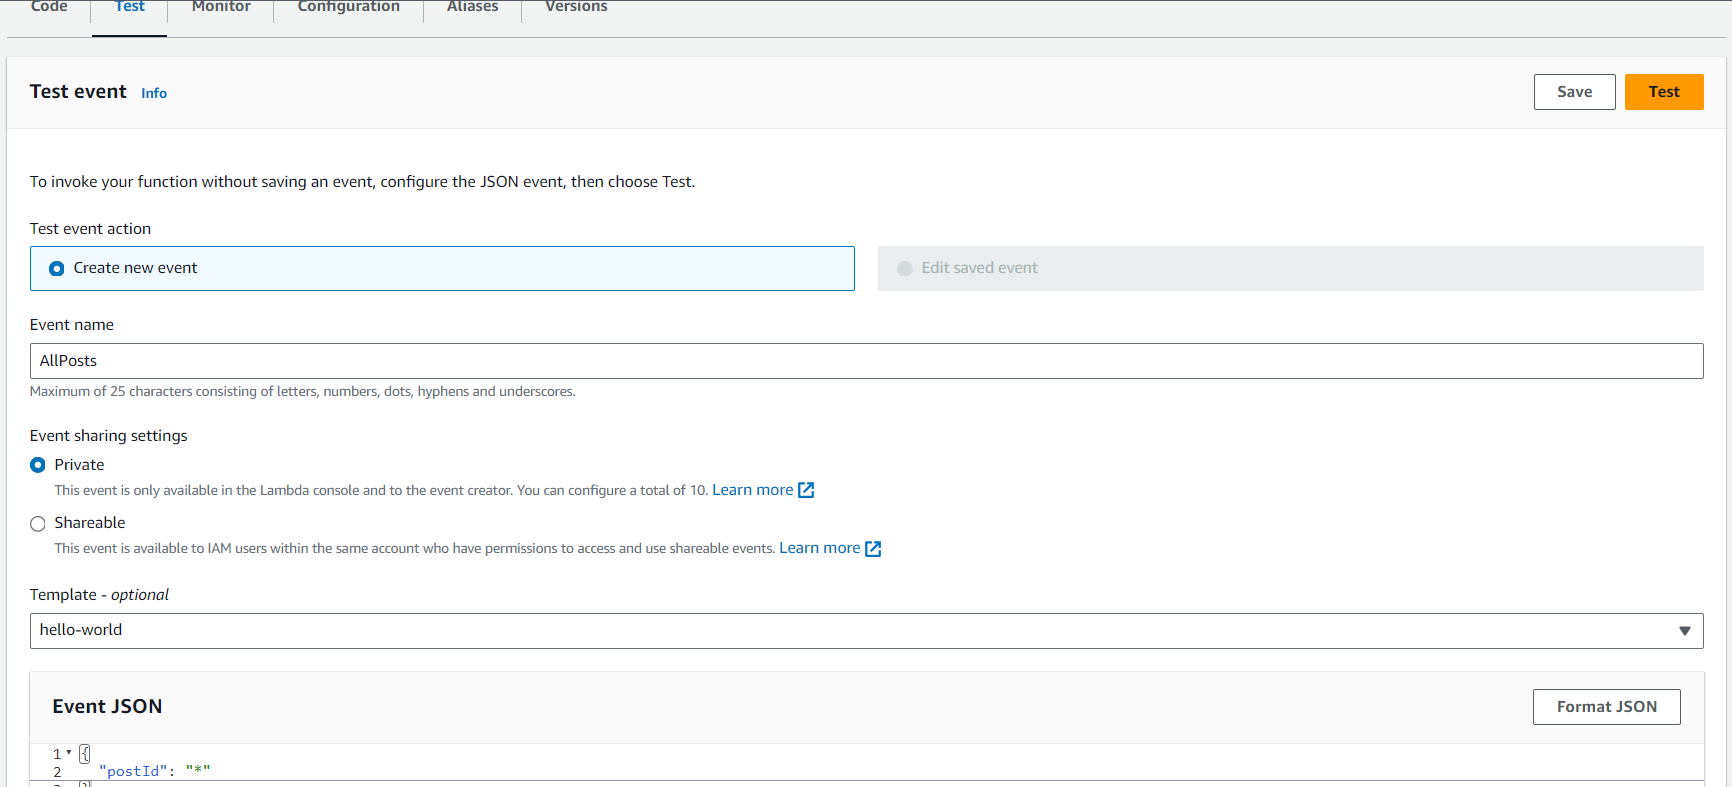 Code Test Monitor Configuration Aliases Versions
Test event Info Save Test
To invoke your function without saving an event, configure the JSON event, then choose Test.
Test event action
Create new event Edit saved event
Event name
AllPosts
Maximum of 25 characters consisting of letters, numbers, dots, hyphens and underscores.
Event sharing settings
Private
This event is only available in the Lambda console and to the event creator. You can configure a total of 10. Learn more
Shareable
This event is available to IAM users within the same account who have permissions to access and use shareable events. Learn more
Template - optional
hello-world
Event JSON Format JSON
1 {
2 "postId": "*"
3 }